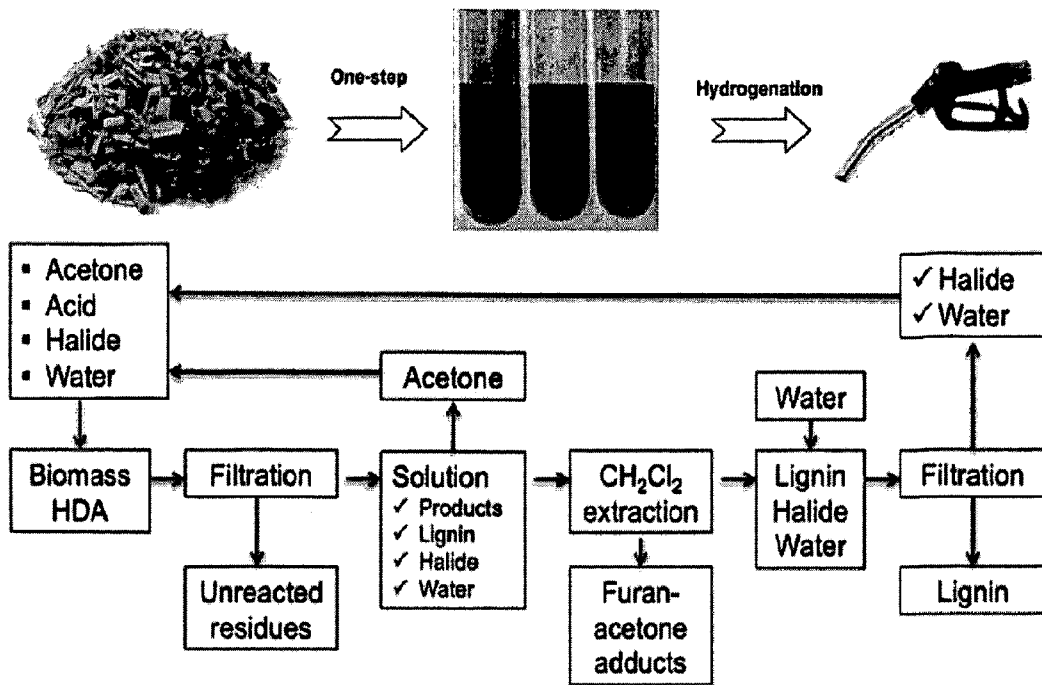 One-step
Hydrogenation
▪ Acetone
▪ Acid
▪ Halide
▪ Water
✓ Halide
✓ Water
Acetone
Water
Biomass
HDA
Filtration
Solution
✓ Products
✓ Lignin
✓ Halide
✓ Water
CH₂Cl₂
extraction
Lignin
Halide
Water
Filtration
Unreacted
residues
Furan-
acetone
adducts
Lignin